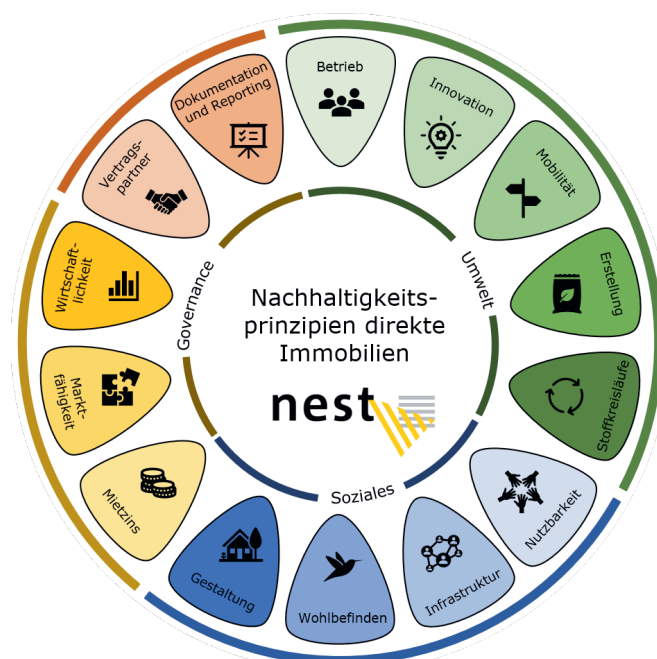 Nachhaltigkeits-
prinzipien direkte
Immobilien
nest
Umwelt
Soziales
Governance
Betrieb
Innovation
Mobilität
Erstellung
Stoffkreisläufe
Nutzbarkeit
Infrastruktur
Wohlbefinden
Gestaltung
Mietzins
Markt-
fähigkeit
Wirtschaft-
lichkeit
Vertrags-
partner
Dokumentation
und Reporting